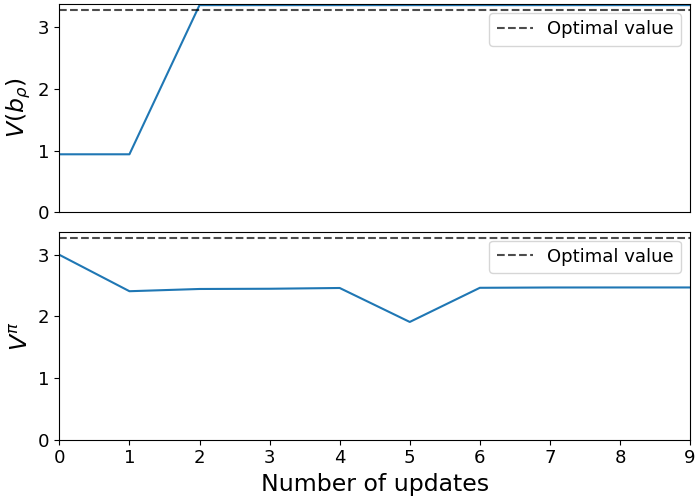 3
2
1
0
V(bρ)
Optimal value
3
2
1
0
Vπ
Optimal value
0 1 2 3 4 5 6 7 8 9
Number of updates